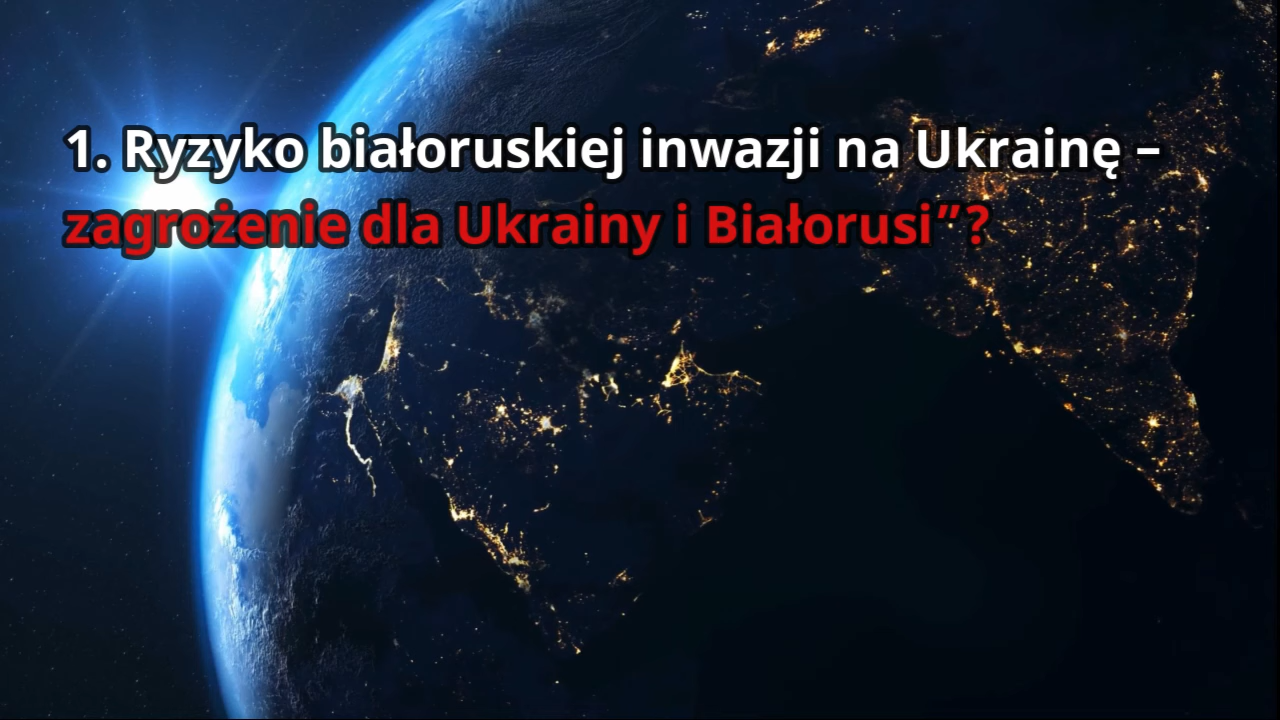 1. Ryzyko białoruskiej inwazji na Ukrainę –
zagrożenie dla Ukrainy i Białorusi”?